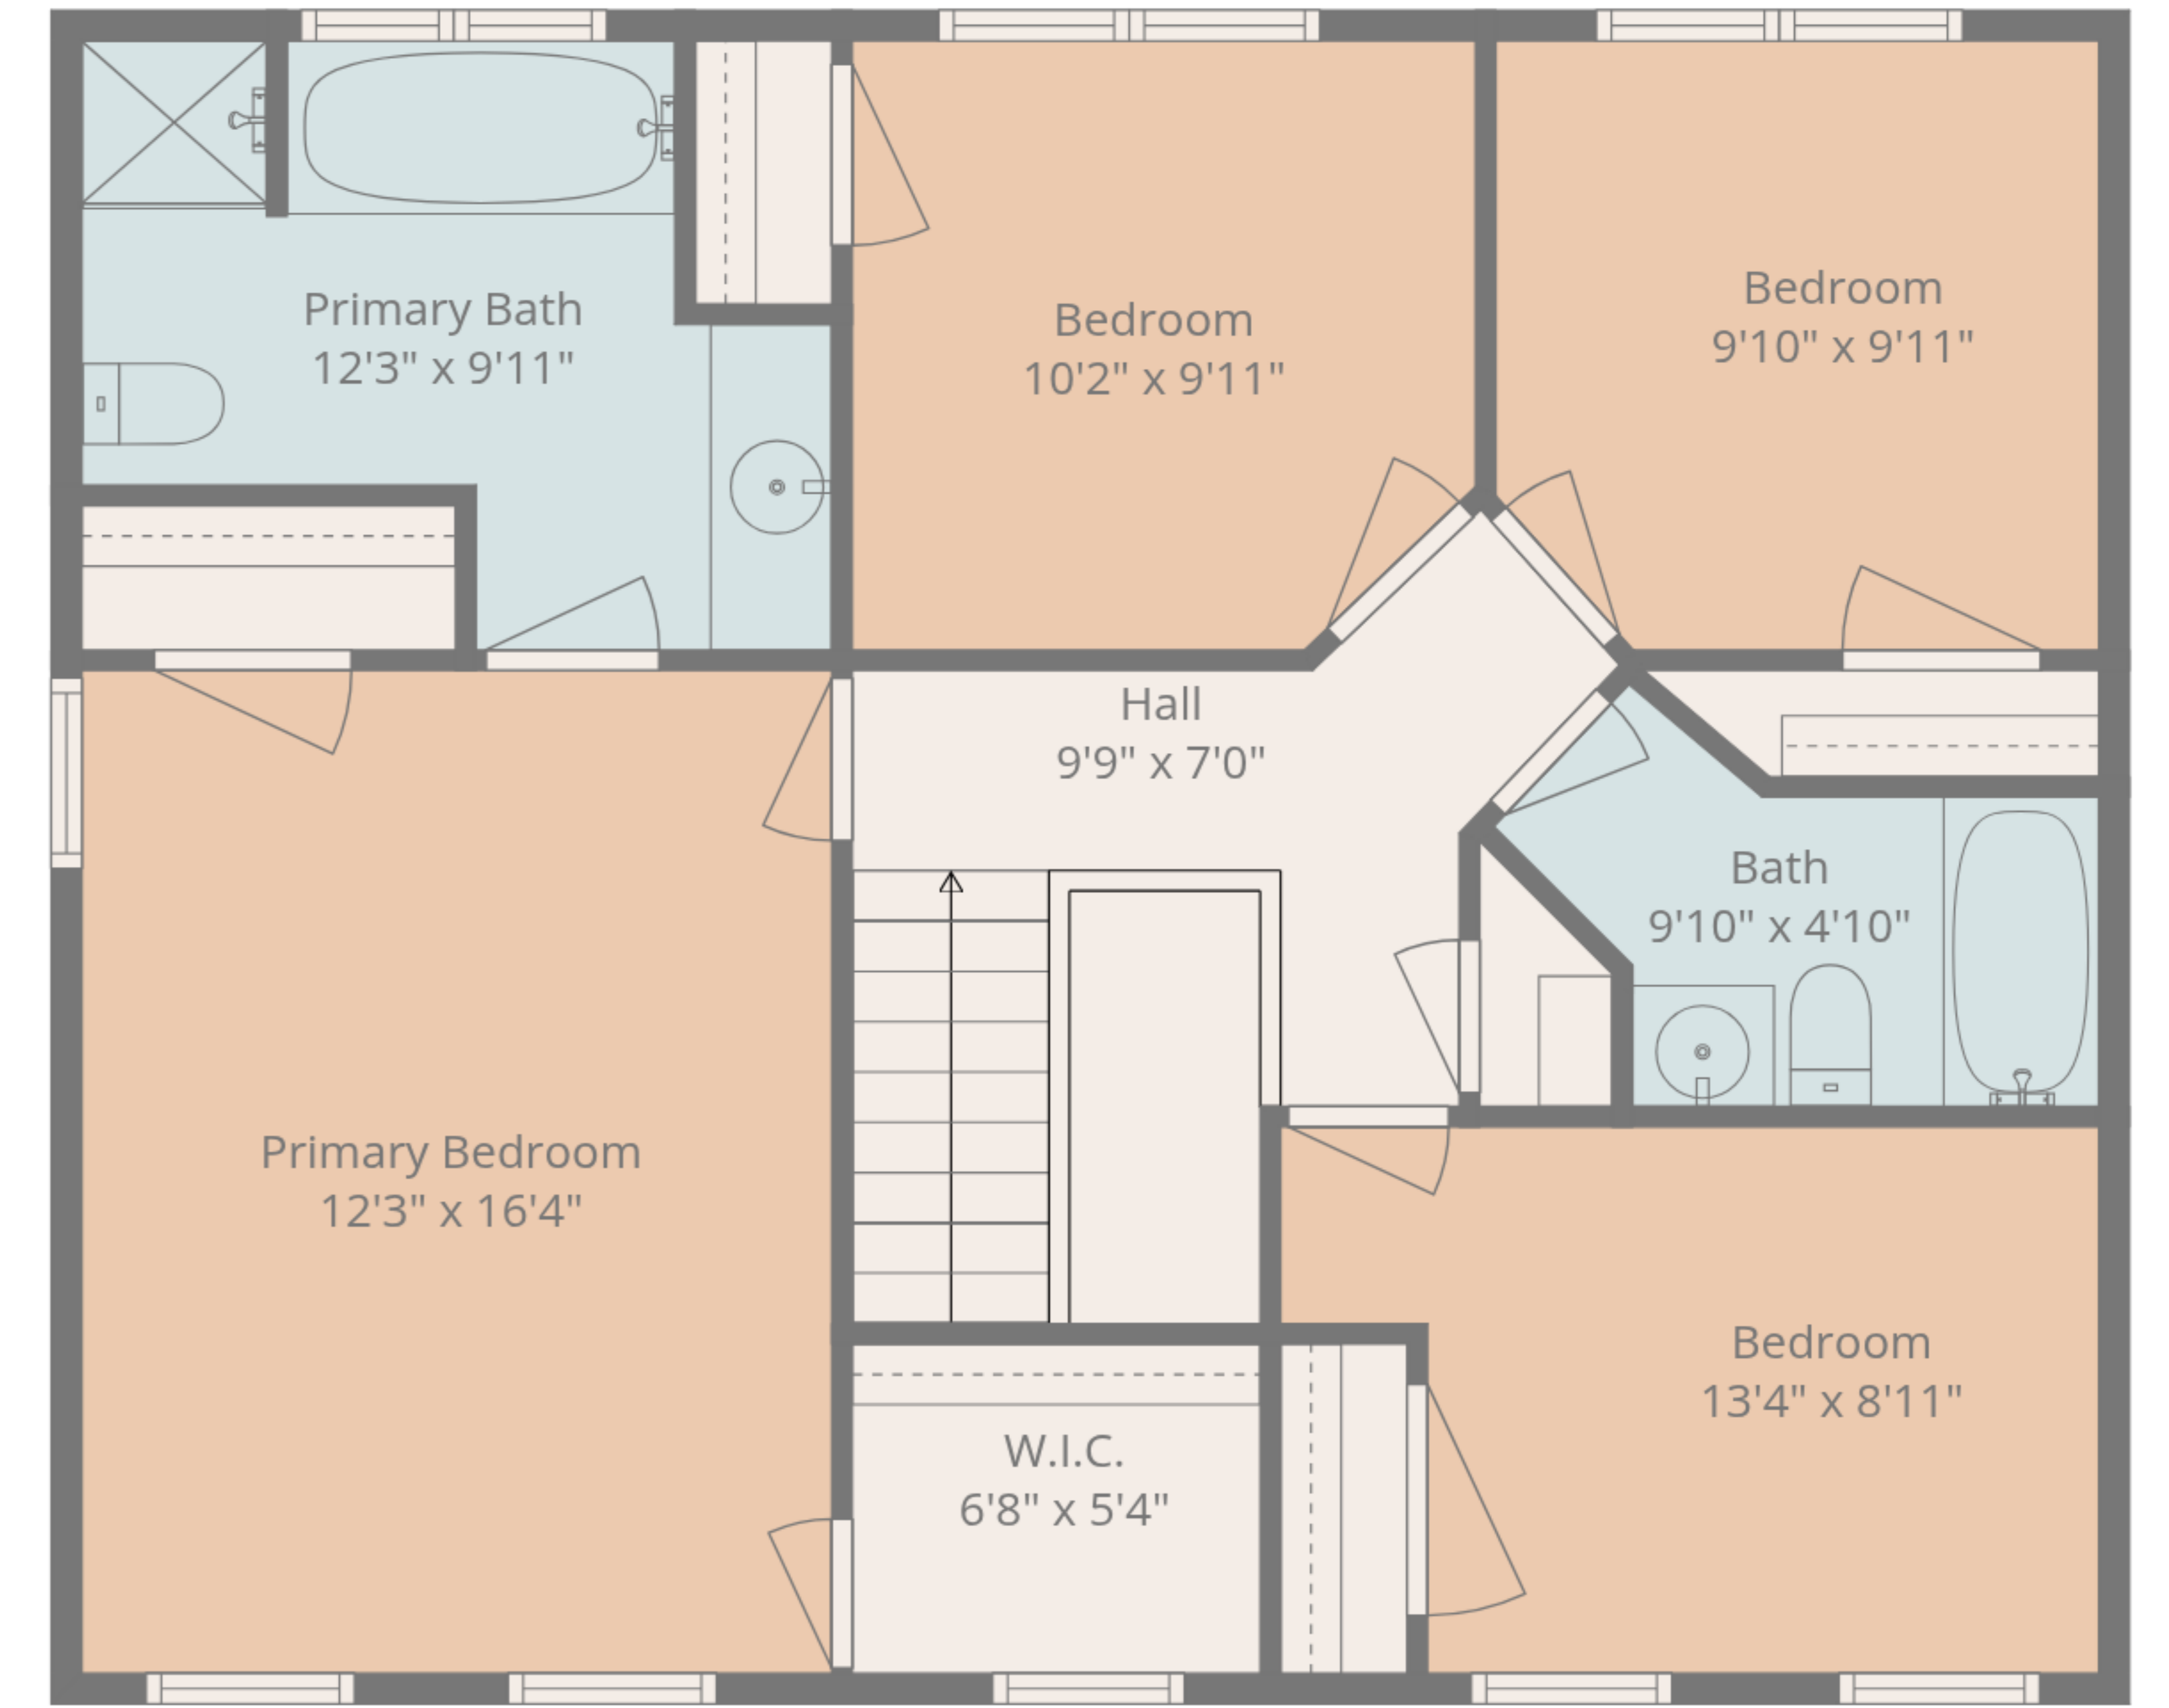 Primary Bath
12'3" x 9'11"
Bedroom
10'2" x 9'11"
Bedroom
9'10" x 9'11"
Hall
9'9" x 7'0"
Bath
9'10" x 4'10"
Primary Bedroom
12'3" x 16'4"
Bedroom
13'4" x 8'11"
W.I.C.
6'8" x 5'4"